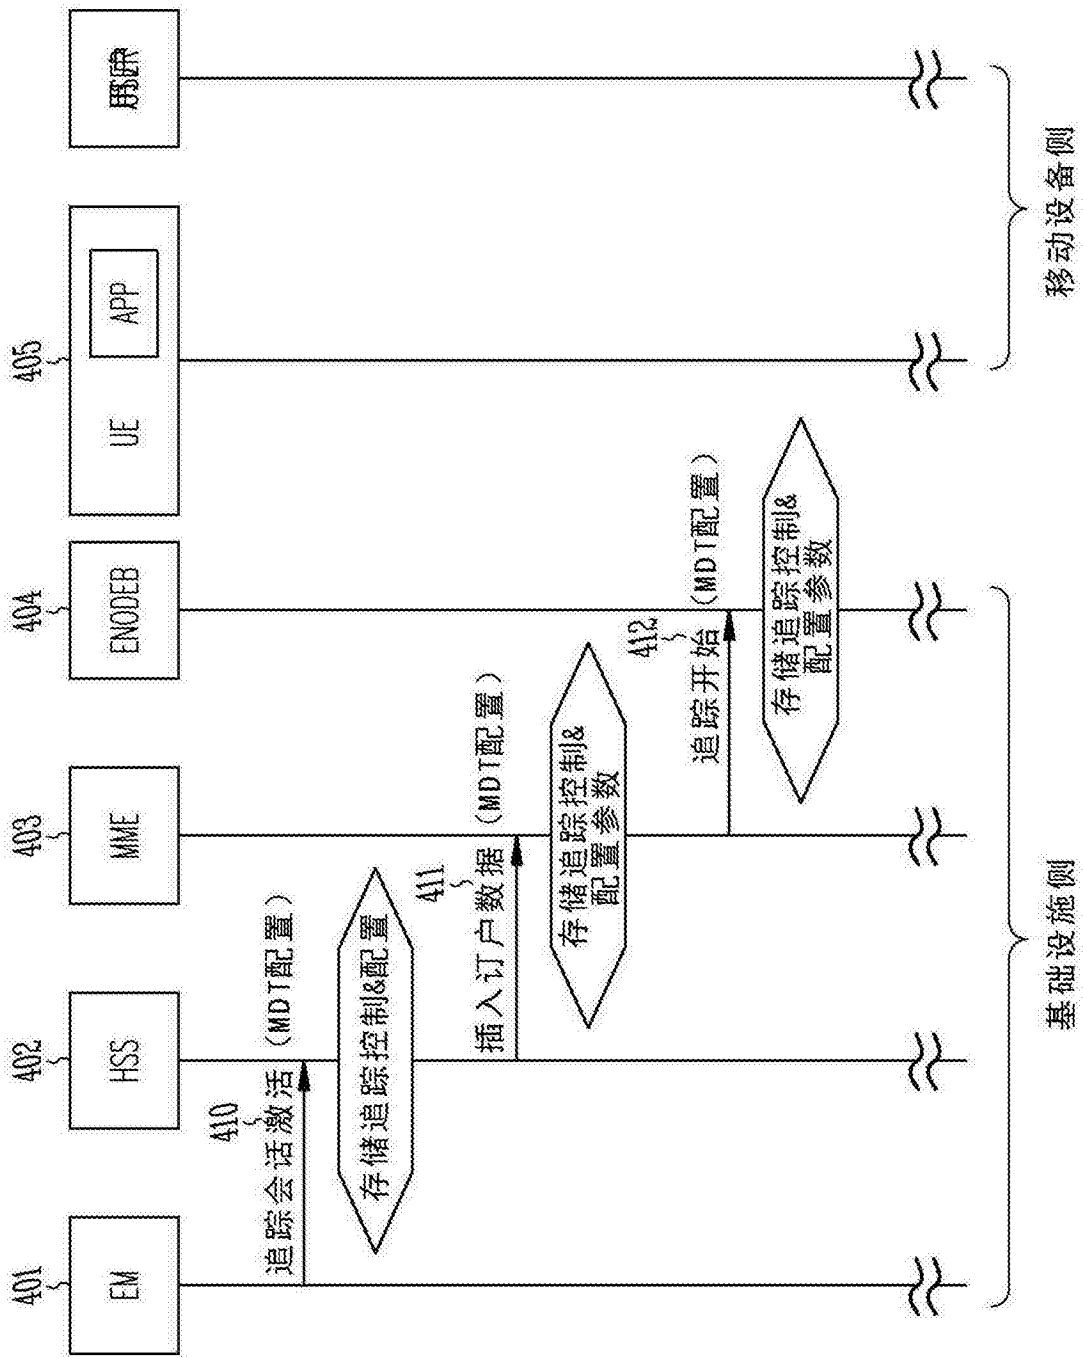 401
EM
402
HSS
403
MME
404
ENODEB
405
UE
APP
410
追踪会话激活
(MDT配置)
存储追踪控制&配置
411
插入订户数据
(MDT配置)
存储追踪控制&
配置参数
412
追踪开始
(MDT配置)
存储追踪控制&
配置参数
基础设施侧
移动设备侧